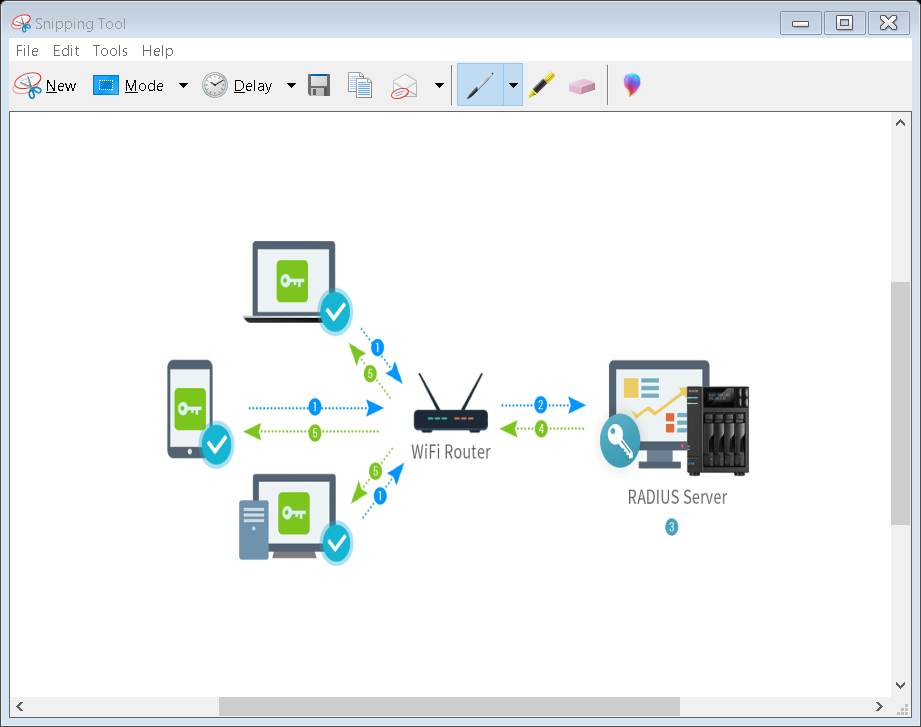 Snipping Tool
File Edit Tools Help
New Mode Delay
1
5
1
2
5
4
WiFi Router
5
1
RADIUS Server
3